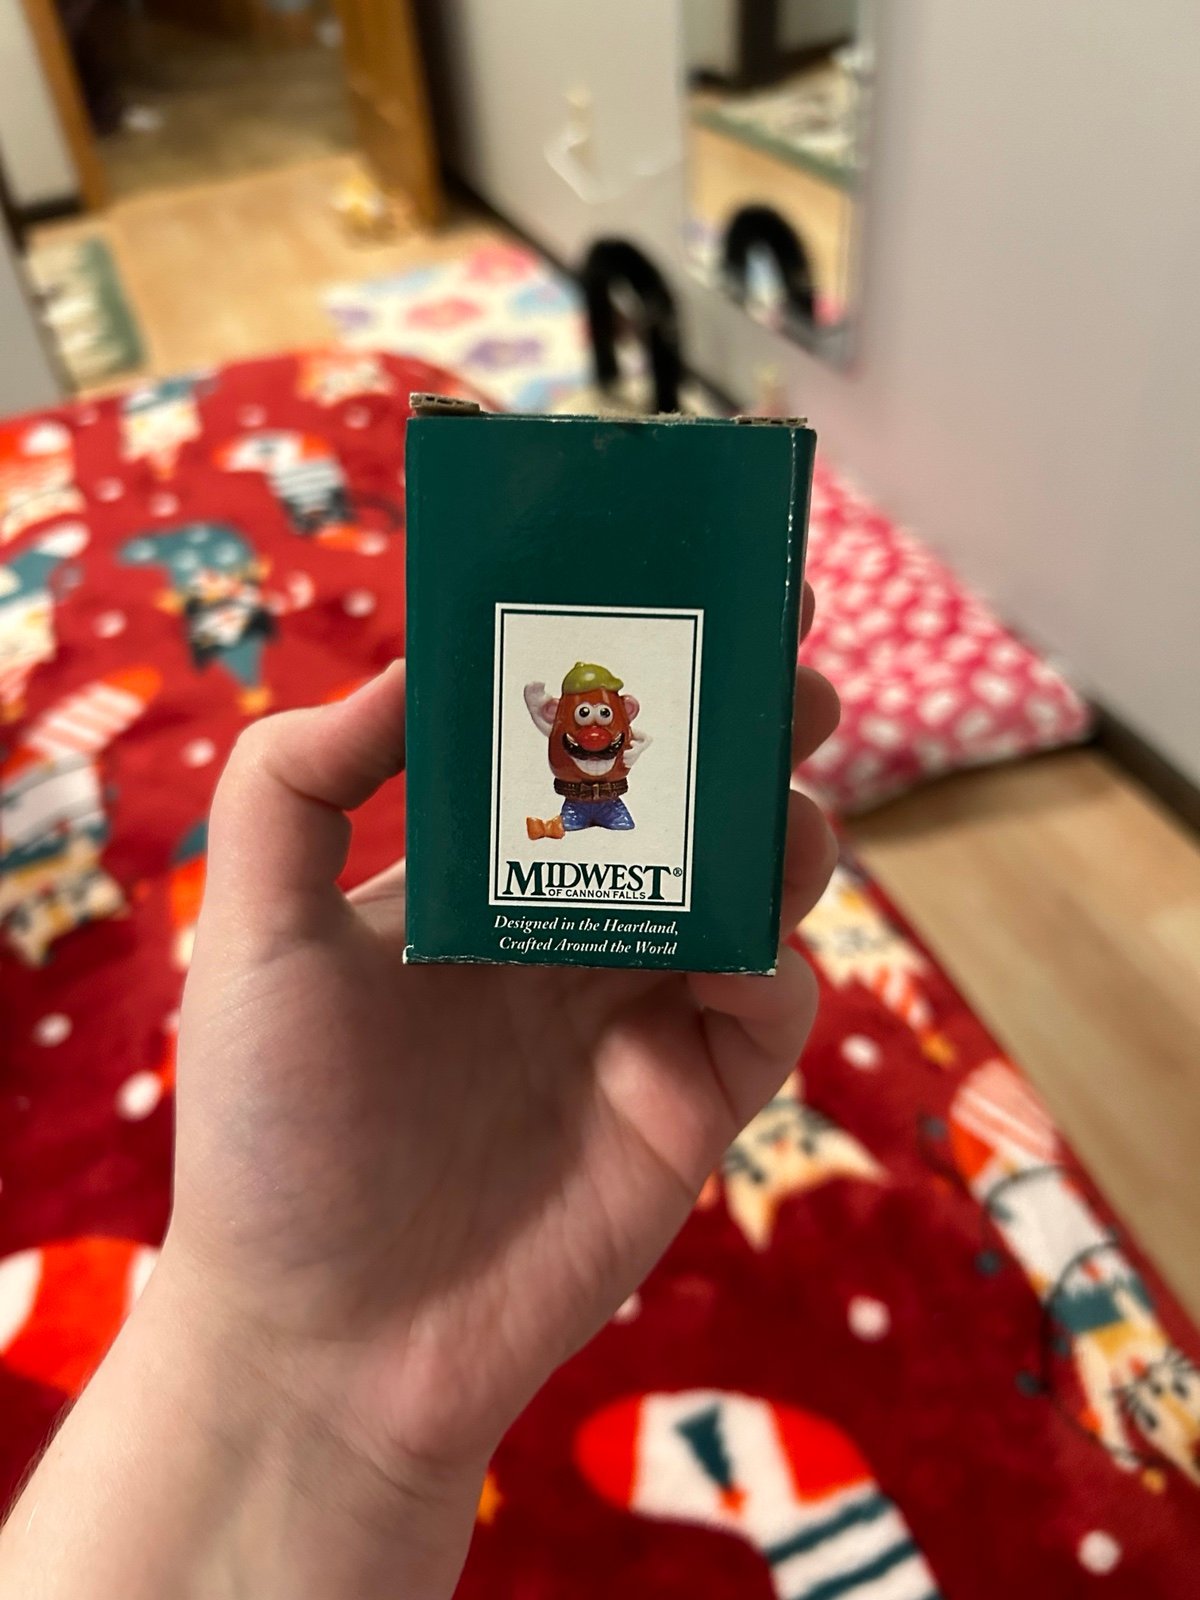 MIDWEST®
OF CANNON FALLS
Designed in the Heartland,
Crafted Around the World